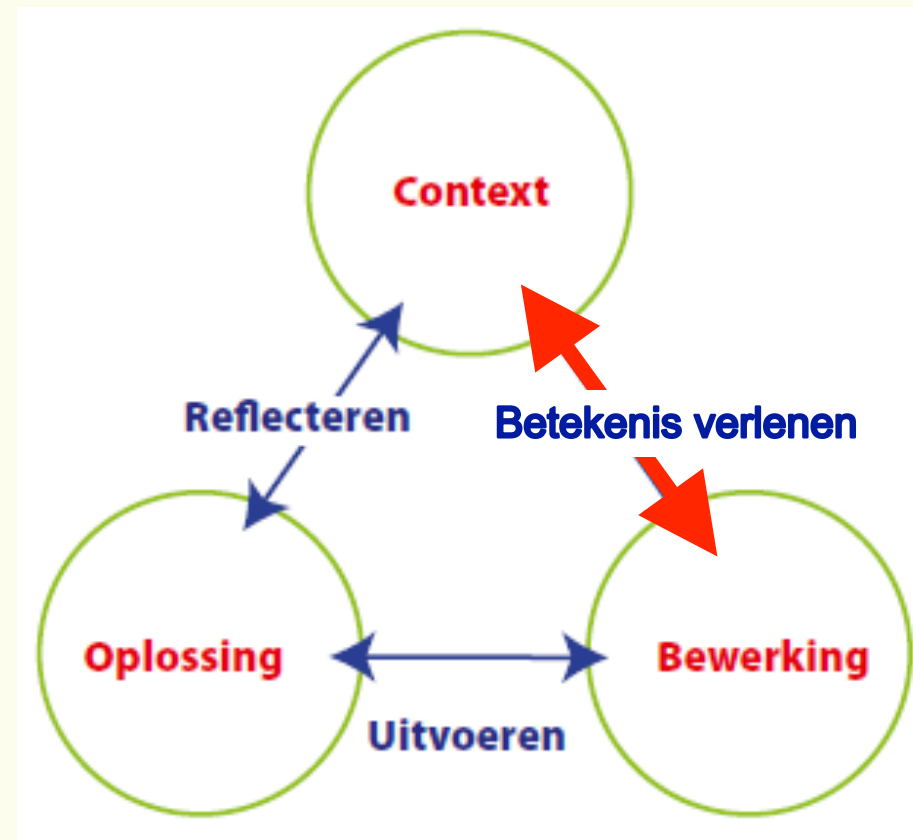 Context
Reflecteren
Betekenis verlenen
Oplossing
Bewerking
Uitvoeren